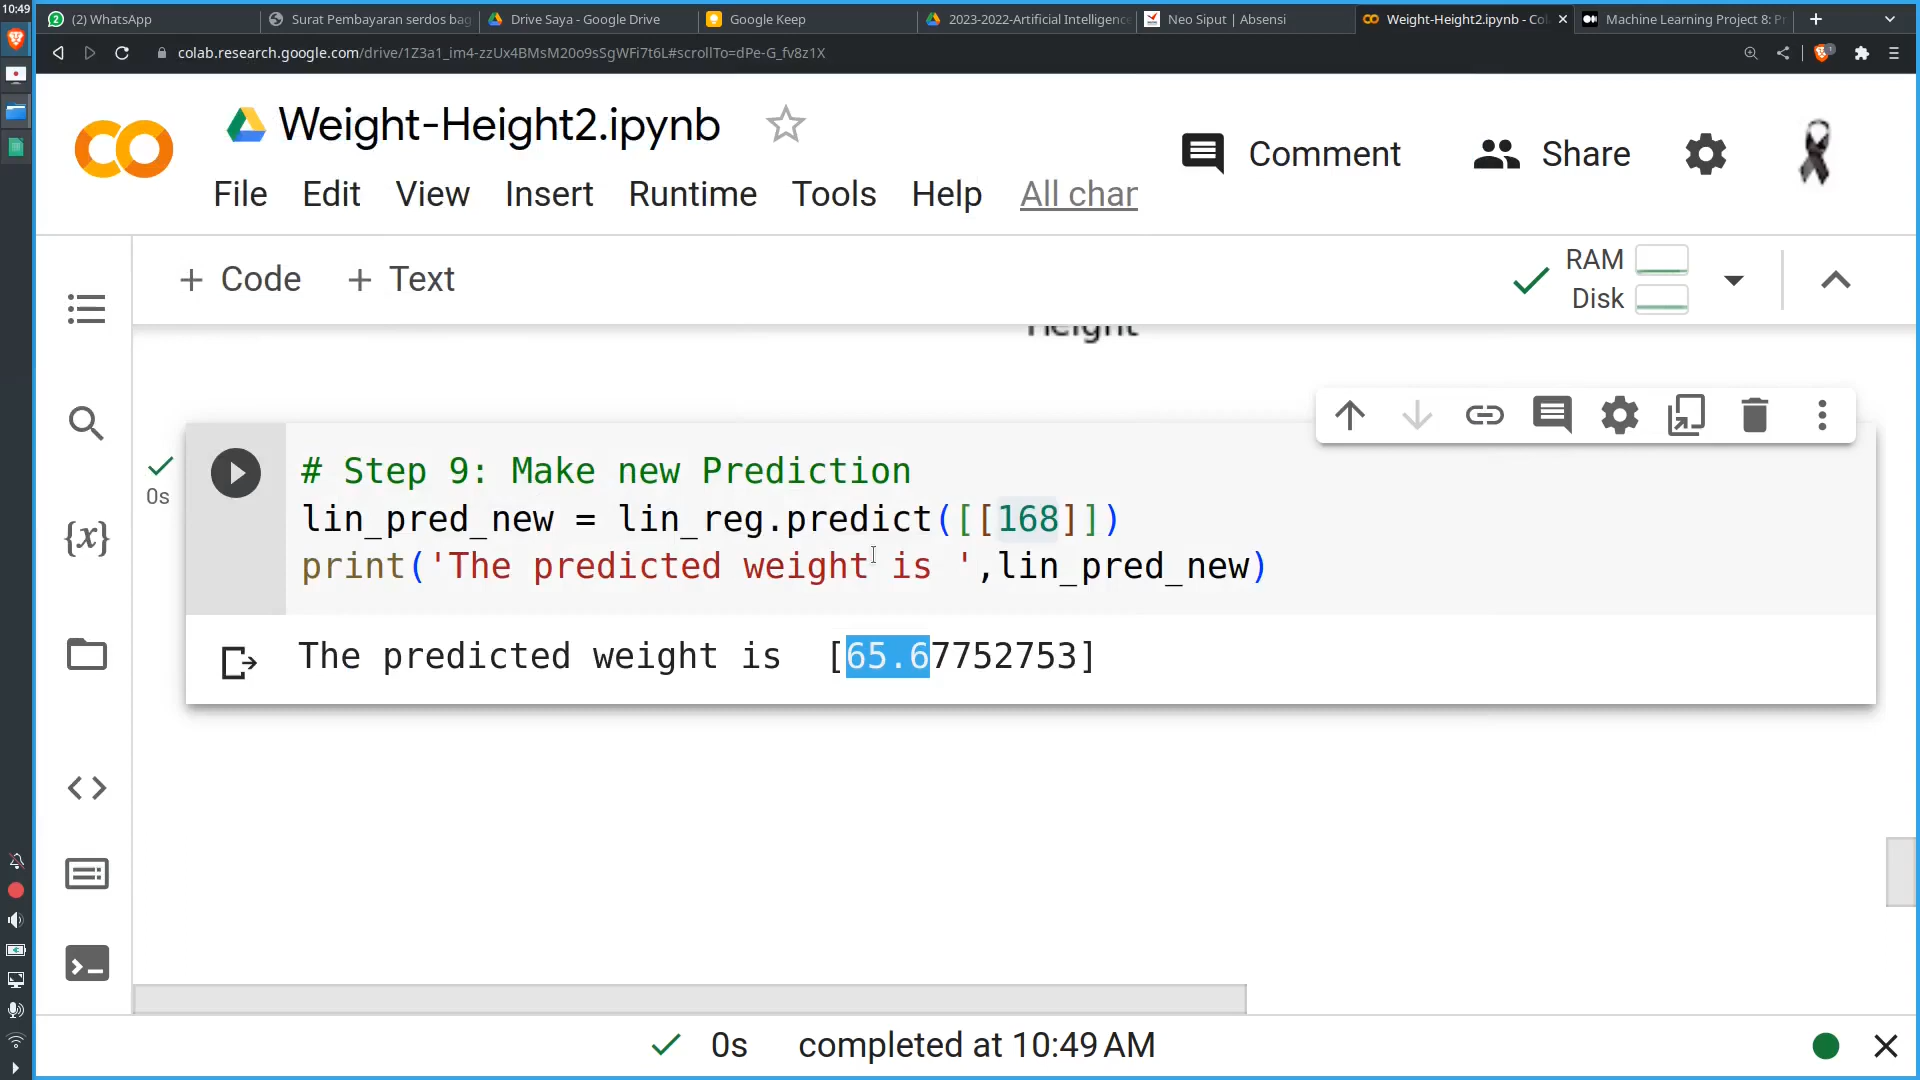 10:49
(2) WhatsApp
Surat Pembayaran serdos bag
Drive Saya - Google Drive
Google Keep
2023-2022-Artificial Intelligence
Neo Siput | Absensi
Weight-Height2.ipynb - Col
Machine Learning Project 8: Pr
colab.research.google.com/drive/1Z3a1_im4-zzUx4BMsM20o9sSgWFi7t6L#scrollTo=dPe-G_fv8z1X
Weight-Height2.ipynb
Comment
Share
File Edit View Insert Runtime Tools Help All char
+ Code + Text
RAM
Disk
Height
0s
# Step 9: Make new Prediction
lin_pred_new = lin_reg.predict([[168]])
print('The predicted weight is ',lin_pred_new)
The predicted weight is [65.67752753]
{x}
0s completed at 10:49 AM